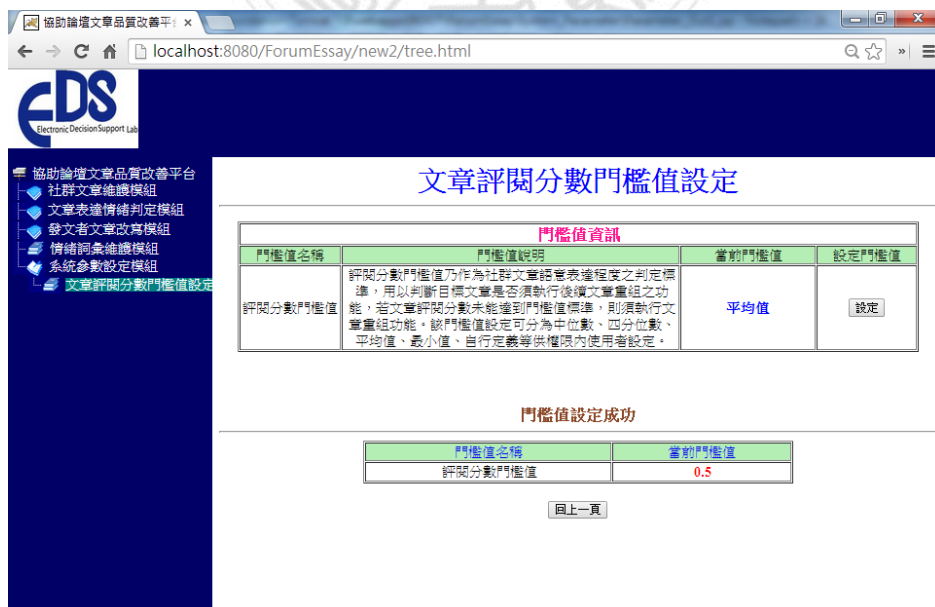 協助論壇文章品質改善平
localhost:8080/ForumEssay/new2/tree.html
EDS
Electronic Decision Support Lab
協助論壇文章品質改善平台
社群文章維護模組
文章表達情緒判定模組
發文者文章改寫模組
情緒詞彙維護模組
系統參數設定模組
文章評閱分數門檻值設定
文章評閱分數門檻值設定
門檻值資訊
門檻值名稱 門檻值說明 當前門檻值 設定門檻值
評閱分數門檻值乃作為社群文章語意表達程度之判定標
準，用以判斷目標文章是否須執行後續文章重組之功
評閱分數門檻值 能，若文章評閱分數未能達到門檻值標準，則須執行文 平均值 設定
章重組功能。該門檻值設定可分為中位數、四分位數、
平均值、最小值、自行定義等供權限內使用者設定。
門檻值設定成功
門檻值名稱 當前門檻值
評閱分數門檻值 0.5
回上一頁